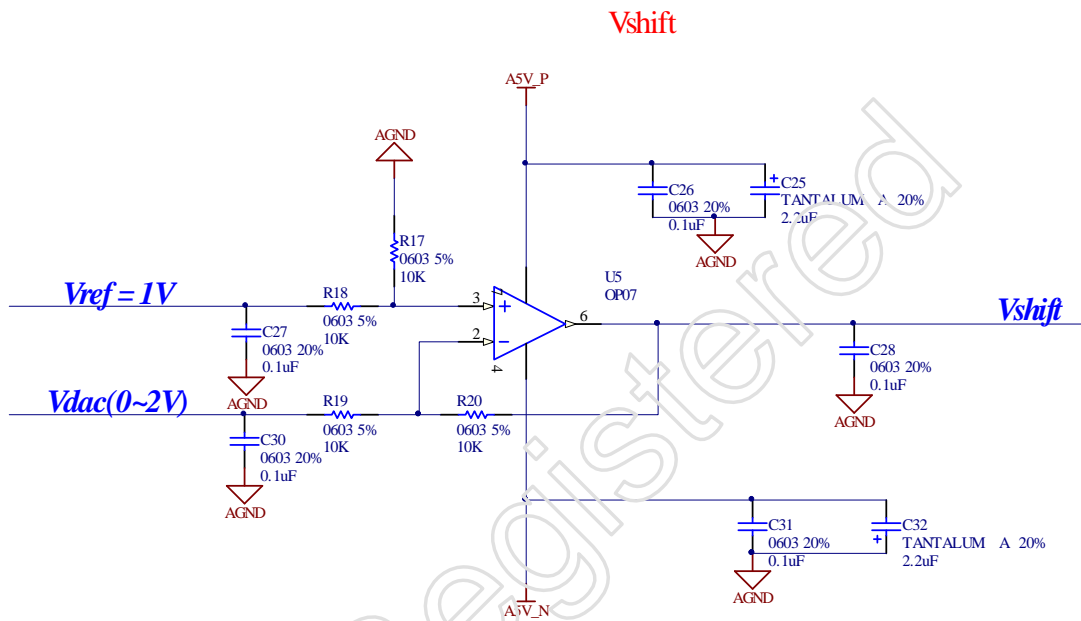 Vshift
A5V_P
AGND
C26
0603 20%
0.1uF
+
C25
TANTALUM A 20%
2.2uF
AGND
R17
0603 5%
10K
U5
OP07
Vref = 1V
R18
0603 5%
10K
3
+
7
2
−
4
6
Vshift
C27
0603 20%
0.1uF
AGND
C28
0603 20%
0.1uF
AGND
Vdac(0~2V)
R19
0603 5%
10K
R20
0603 5%
10K
C30
0603 20%
0.1uF
AGND
C31
0603 20%
0.1uF
AGND
+
C32
TANTALUM A 20%
2.2uF
A5V_N
egistered